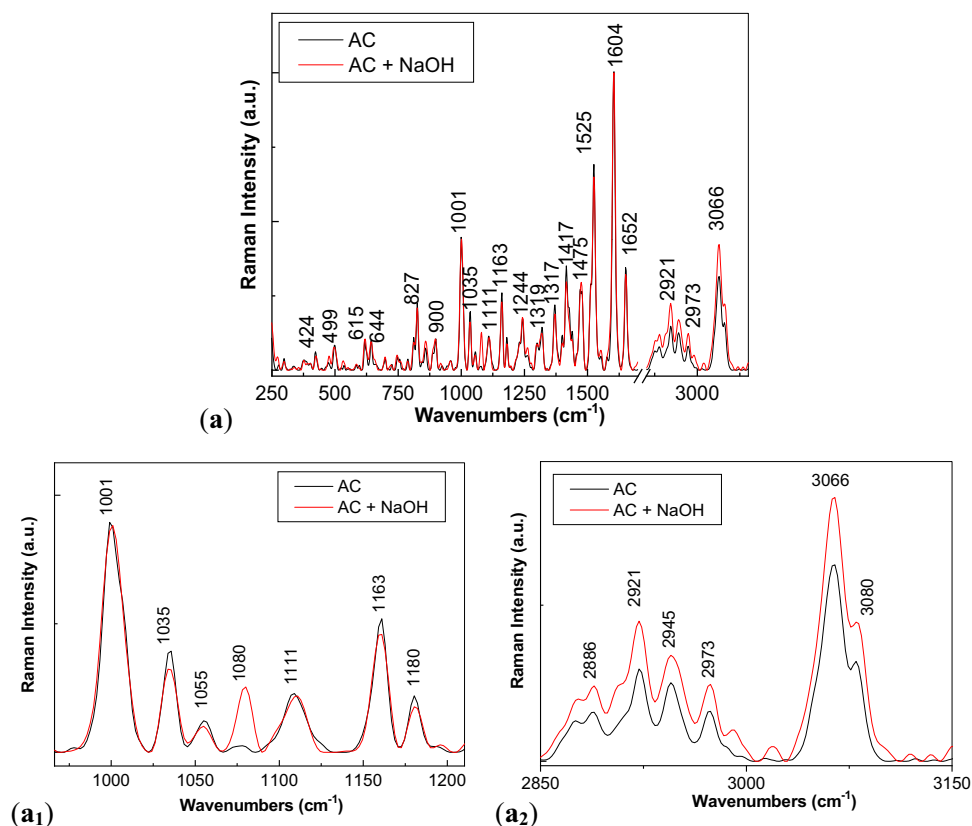 AC
AC + NaOH
Raman Intensity (a.u.)
424
499
615
644
827
900
1001
1035
1111
1163
1244
1319
1317
1417
1475
1525
1604
1652
2921
2973
3066
250 500 750 1000 1250 1500 3000
Wavenumbers (cm-1)
(a)
AC
AC + NaOH
Raman Intensity (a.u.)
1001
1035
1055
1080
1111
1163
1180
1000 1050 1100 1150 1200
Wavenumbers (cm-1)
(a1)
AC
AC + NaOH
Raman Intensity (a.u.)
2886
2921
2945
2973
3066
3080
2850 3000 3150
Wavenumbers (cm-1)
(a2)